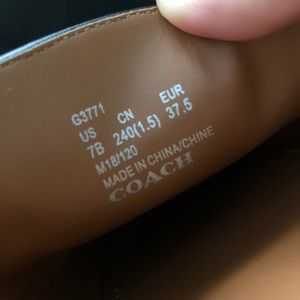 G3771
US CN EUR
7B 240(1.5) 37.5
M18/120
MADE IN CHINA/CHINE
COACH